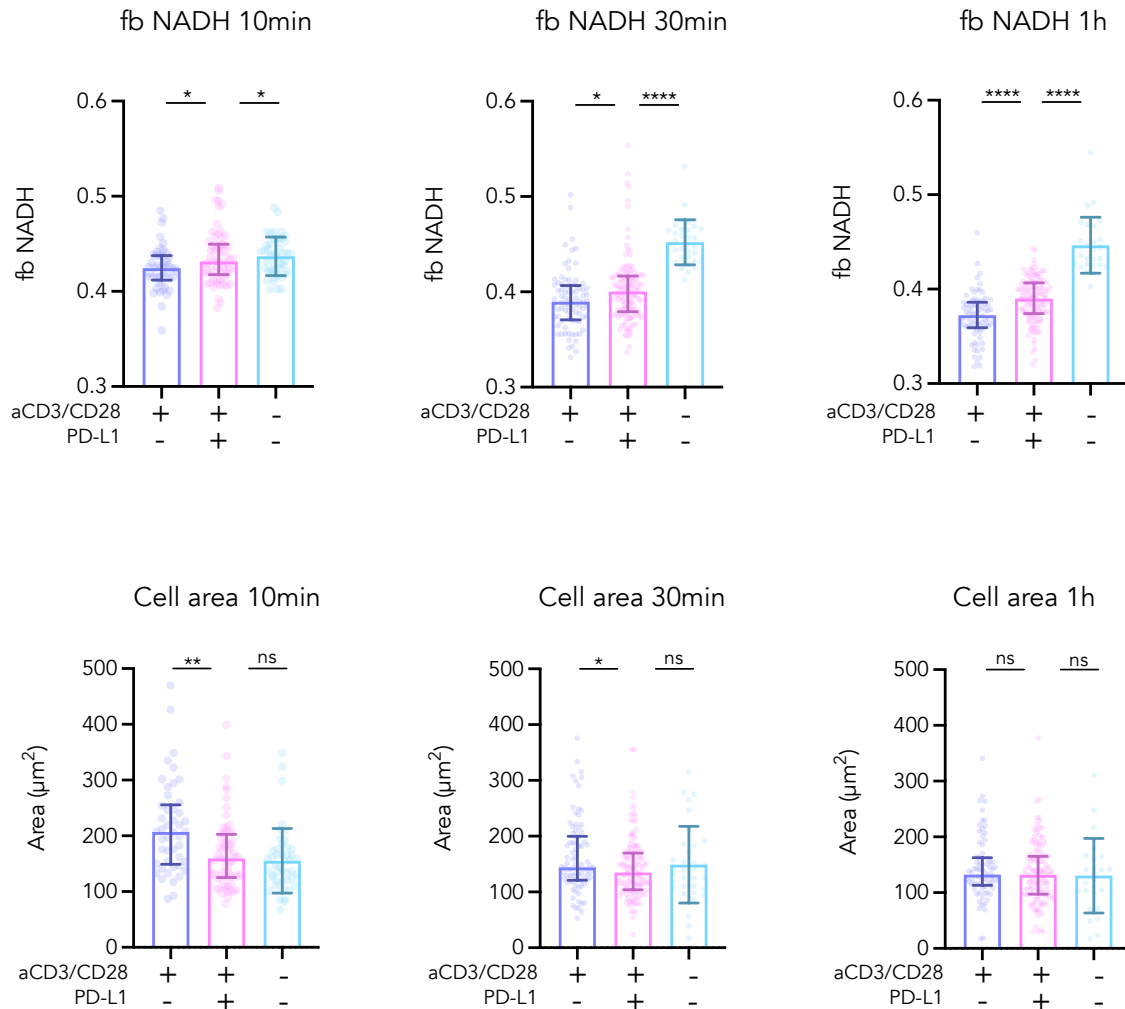 fb NADH 10min
fb NADH 30min
fb NADH 1h
* *
* ****
**** ****
fb NADH
0.6
0.5
0.4
0.3
aCD3/CD28 + + -
PD-L1 - + -
fb NADH
0.6
0.5
0.4
0.3
aCD3/CD28 + + -
PD-L1 - + -
fb NADH
0.6
0.5
0.4
0.3
aCD3/CD28 + + -
PD-L1 - + -
Cell area 10min
Cell area 30min
Cell area 1h
** ns
* ns
ns ns
Area (µm²)
500
400
300
200
100
0
aCD3/CD28 + + -
PD-L1 - + -
Area (µm²)
500
400
300
200
100
0
aCD3/CD28 + + -
PD-L1 - + -
Area (µm²)
500
400
300
200
100
0
aCD3/CD28 + + -
PD-L1 - + -